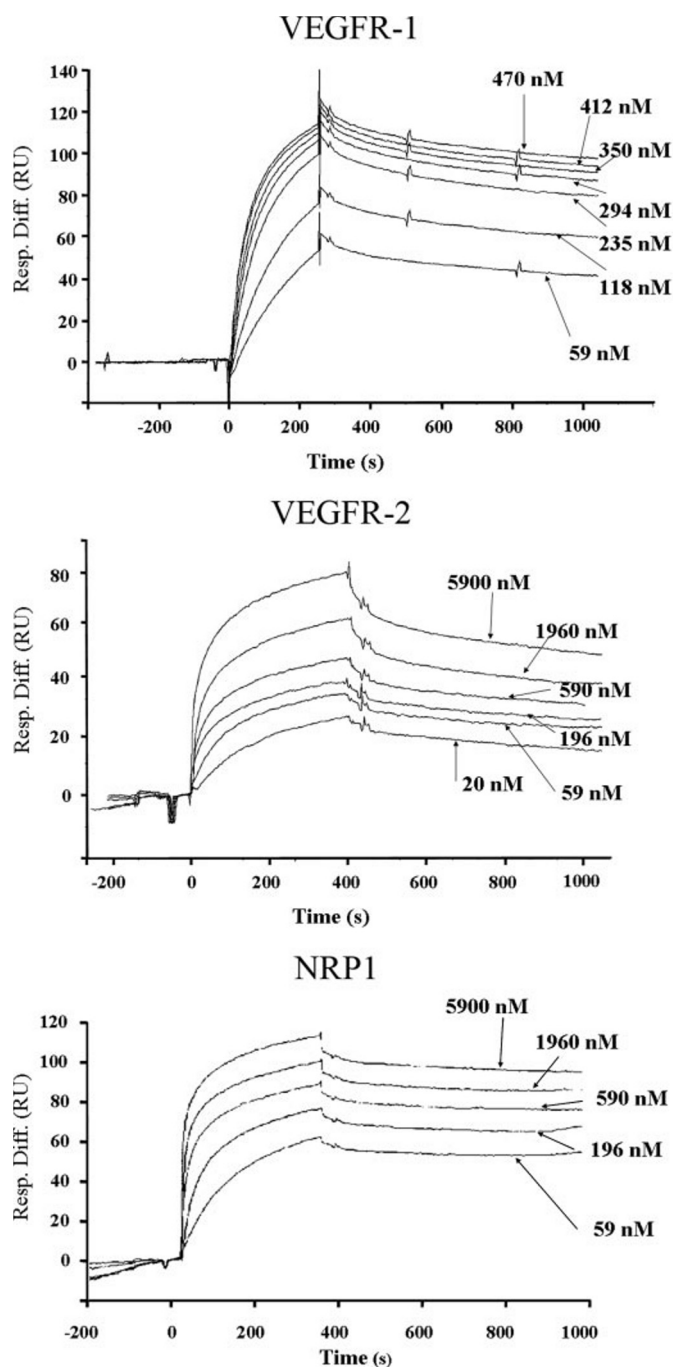 VEGFR-1
140
120
100
80
60
40
20
0
Resp. Diff. (RU)
470 nM
412 nM
350 nM
294 nM
235 nM
118 nM
59 nM
-200 0 200 400 600 800 1000
Time (s)
VEGFR-2
80
60
40
20
0
Resp. Diff. (RU)
5900 nM
1960 nM
590 nM
196 nM
59 nM
20 nM
-200 0 200 400 600 800 1000
Time (s)
NRP1
120
100
80
60
40
20
0
Resp. Diff. (RU)
5900 nM
1960 nM
590 nM
196 nM
59 nM
-200 0 200 400 600 800 1000
Time (s)